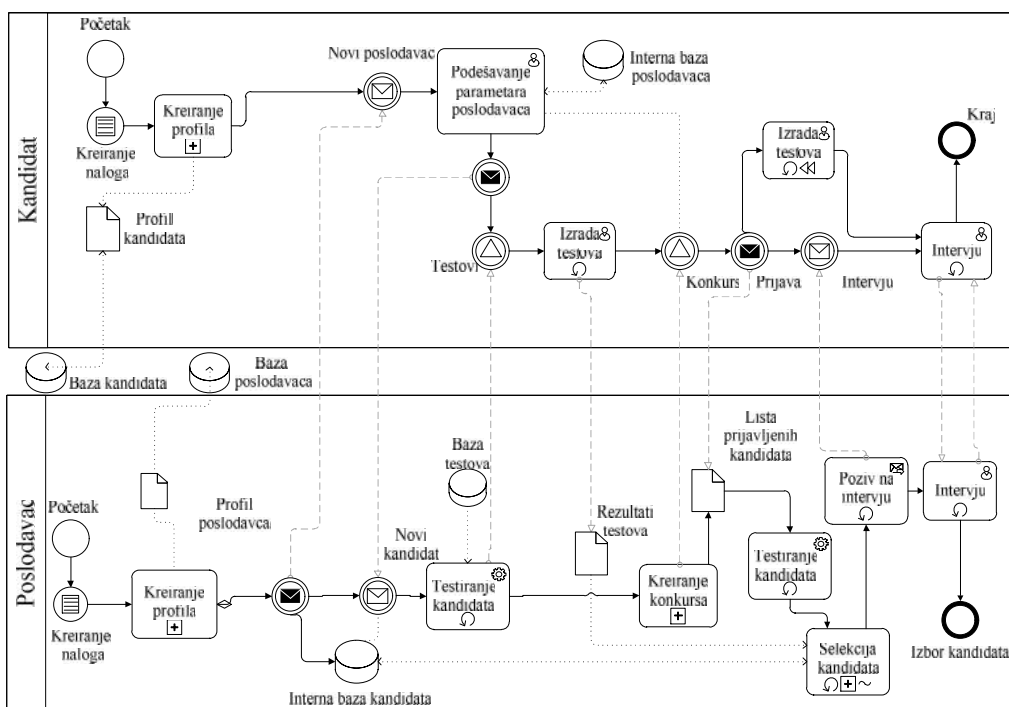 Kandidat
Početak
Kreiranje
naloga
Kreiranje
profila
Profil
kandidata
Novi poslodavac
Podešavanje
parametara
poslodavaca
Interna baza
poslodavaca
Testovi
Izrada
testova
Konkurs
Prijava
Izrada
testova
Intervju
Kraj
Intervju
Baza kandidata
Baza
poslodavaca
Poslodavac
Početak
Kreiranje
naloga
Kreiranje
profila
Profil
poslodavca
Novi
kandidat
Interna baza kandidata
Baza
testova
Testiranje
kandidata
Rezultati
testova
Kreiranje
konkursa
Lista
prijavljenih
kandidata
Testiranje
kandidata
Selekcija
kandidata
Poziv na
intervju
Intervju
Izbor kandidata